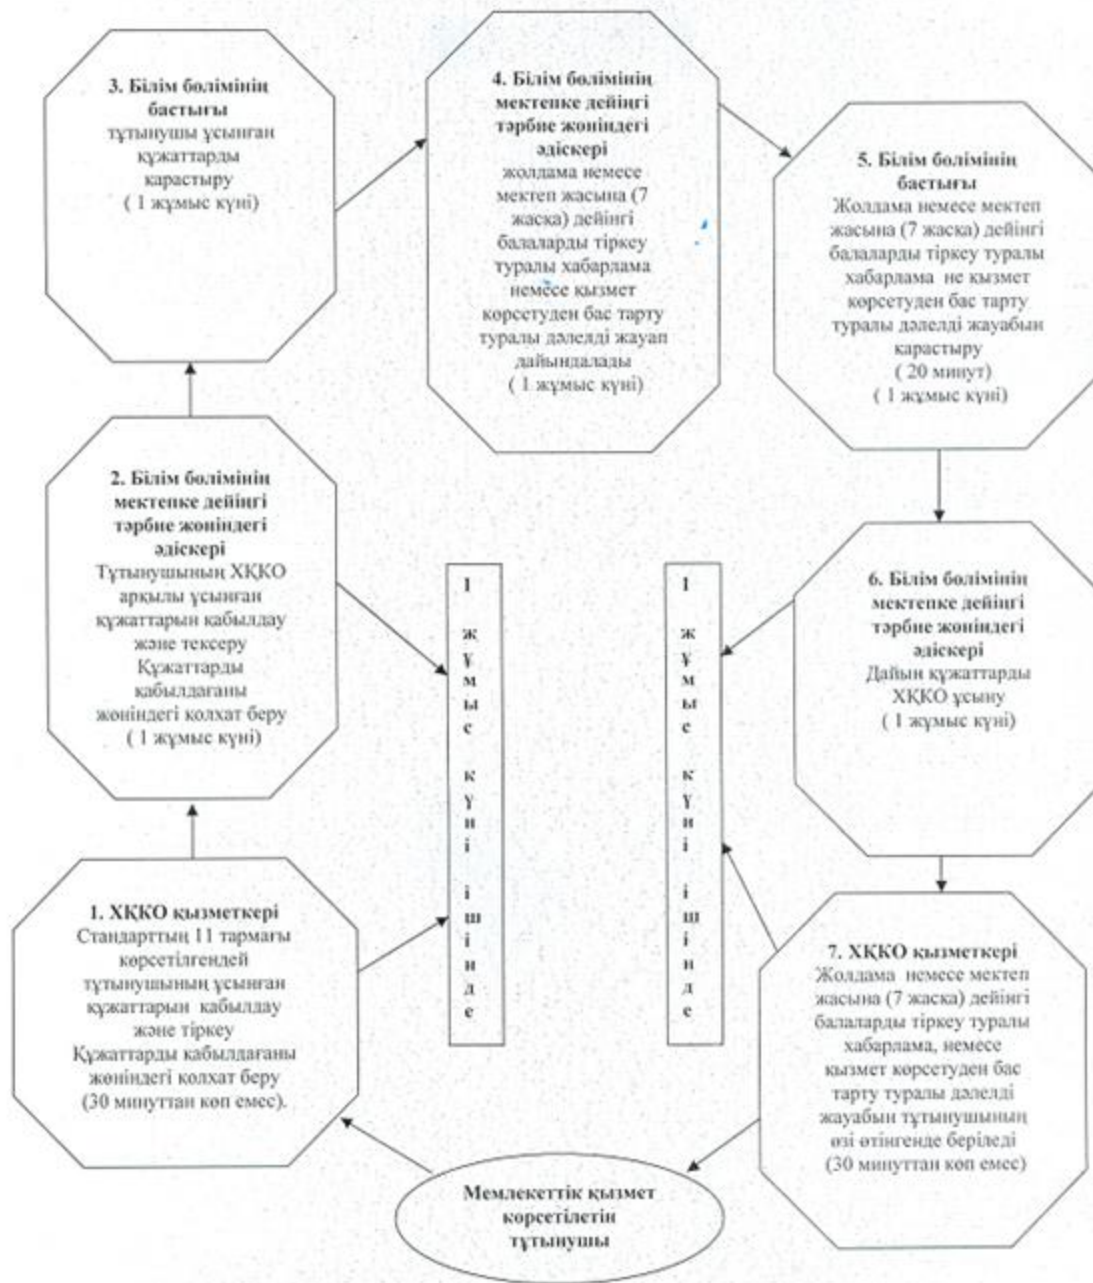 3. Білім бөлімінің
бастығы
тұтынушы ұсынған
құжаттарды
қарастыру
( 1 жұмыс күні)
4. Білім бөлімінің
мектепке дейінгі
тәрбие жөніндегі
әдіскері
жолдама немесе
мектеп жасына (7
жасқа) дейінгі
балаларды тіркеу
туралы хабарлама
немесе қызмет
көрсетуден бас тарту
туралы дәлелді жауап
дайындалады
( 1 жұмыс күні)
5. Білім бөлімінің
бастығы
Жолдама немесе мектеп
жасына (7 жасқа) дейінгі
балаларды тіркеу туралы
хабарлама не қызмет
көрсетуден бас тарту
туралы дәлелді жауабын
қарастыру
( 20 минут)
( 1 жұмыс күні)
2. Білім бөлімінің
мектепке дейінгі
тәрбие жөніндегі
әдіскері
Тұтынушының ХҚКО
арқылы ұсынған
құжаттарын қабылдау
және тексеру
Құжаттарды
қабылдағаны
жөніндегі қолхат беру
( 1 жұмыс күні)
1 жұмыс күні ішінде
1 жұмыс күні ішінде
6. Білім бөлімінің
мектепке дейінгі
тәрбие жөніндегі
әдіскері
Дайын құжаттарды
ХҚКО ұсыну
( 1 жұмыс күні)
1. ХҚКО қызметкері
Стандарттың 11 тармағы
көрсетілгендей
тұтынушының ұсынған
құжаттарын қабылдау
және тіркеу
Құжаттарды қабылдағаны
жөніндегі қолхат беру
(30 минуттан көп емес).
7. ХҚКО қызметкері
Жолдама немесе мектеп
жасына (7 жасқа) дейінгі
балаларды тіркеу туралы
хабарлама, немесе
қызмет көрсетуден бас
тарту туралы дәлелді
жауабын тұтынушының
өзі өтінгенде беріледі
(30 минуттан көп емес)
Мемлекеттік қызмет
көрсетілетін
тұтынушы